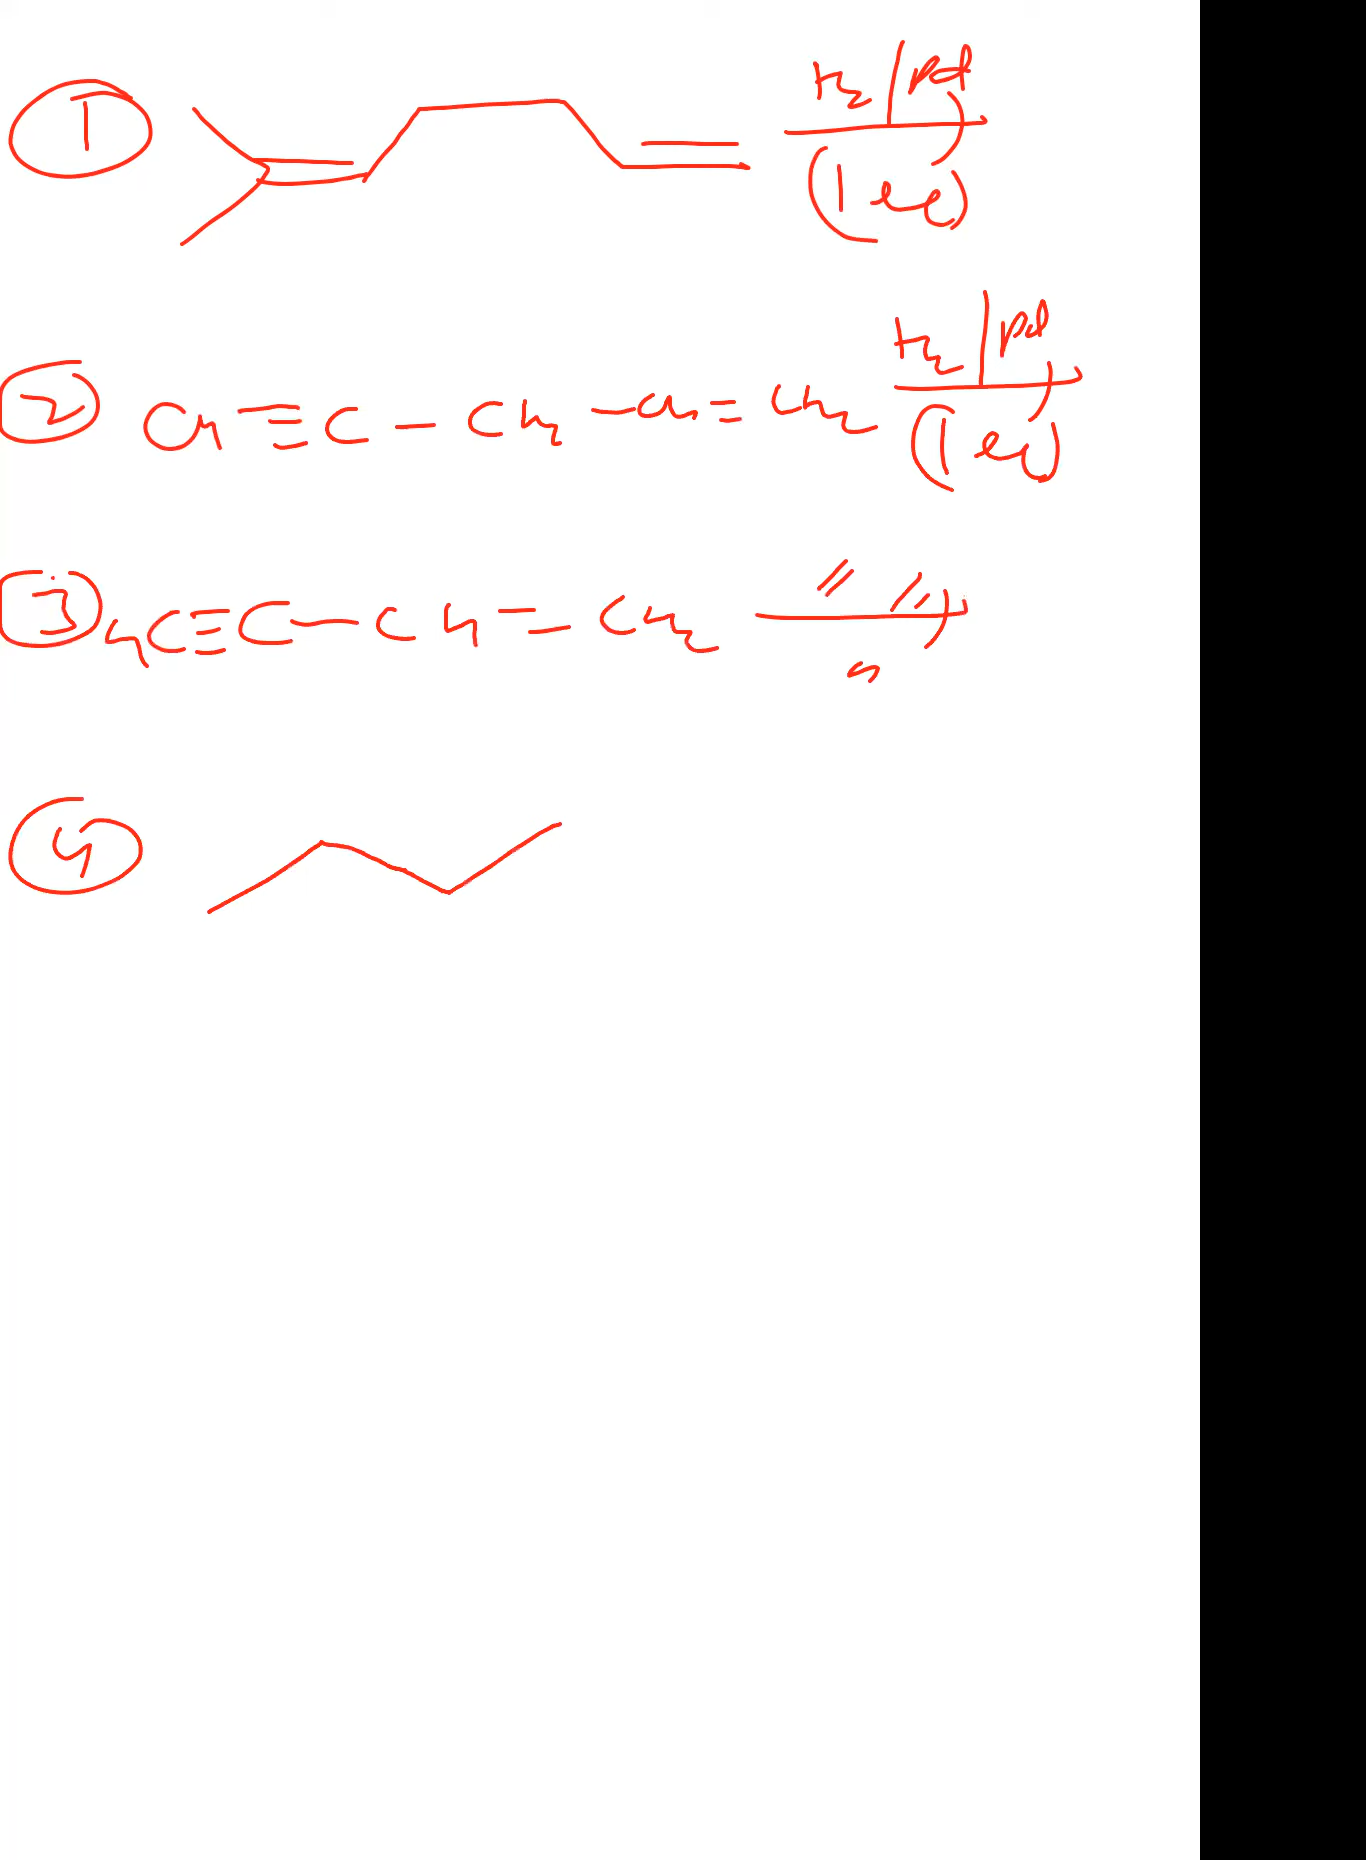 1 H2/Pd
(1 eq)
2 CH≡C-CH2-CH=CH2 H2/Pd
(1 eq)
3 HC≡C-CH=CH2 〃 〃
〃
4